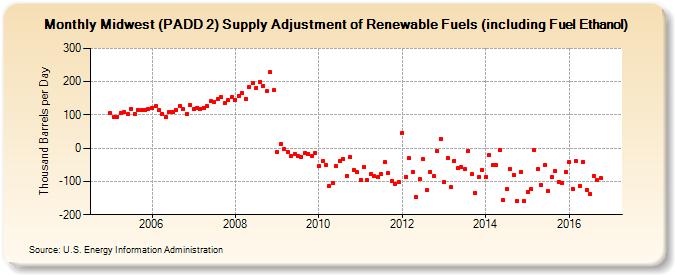 Monthly Midwest (PADD 2) Supply Adjustment of Renewable Fuels (including Fuel Ethanol)
Thousand Barrels per Day
300
200
100
0
-100
-200
2006 2008 2010 2012 2014 2016
Source: U.S. Energy Information Administration